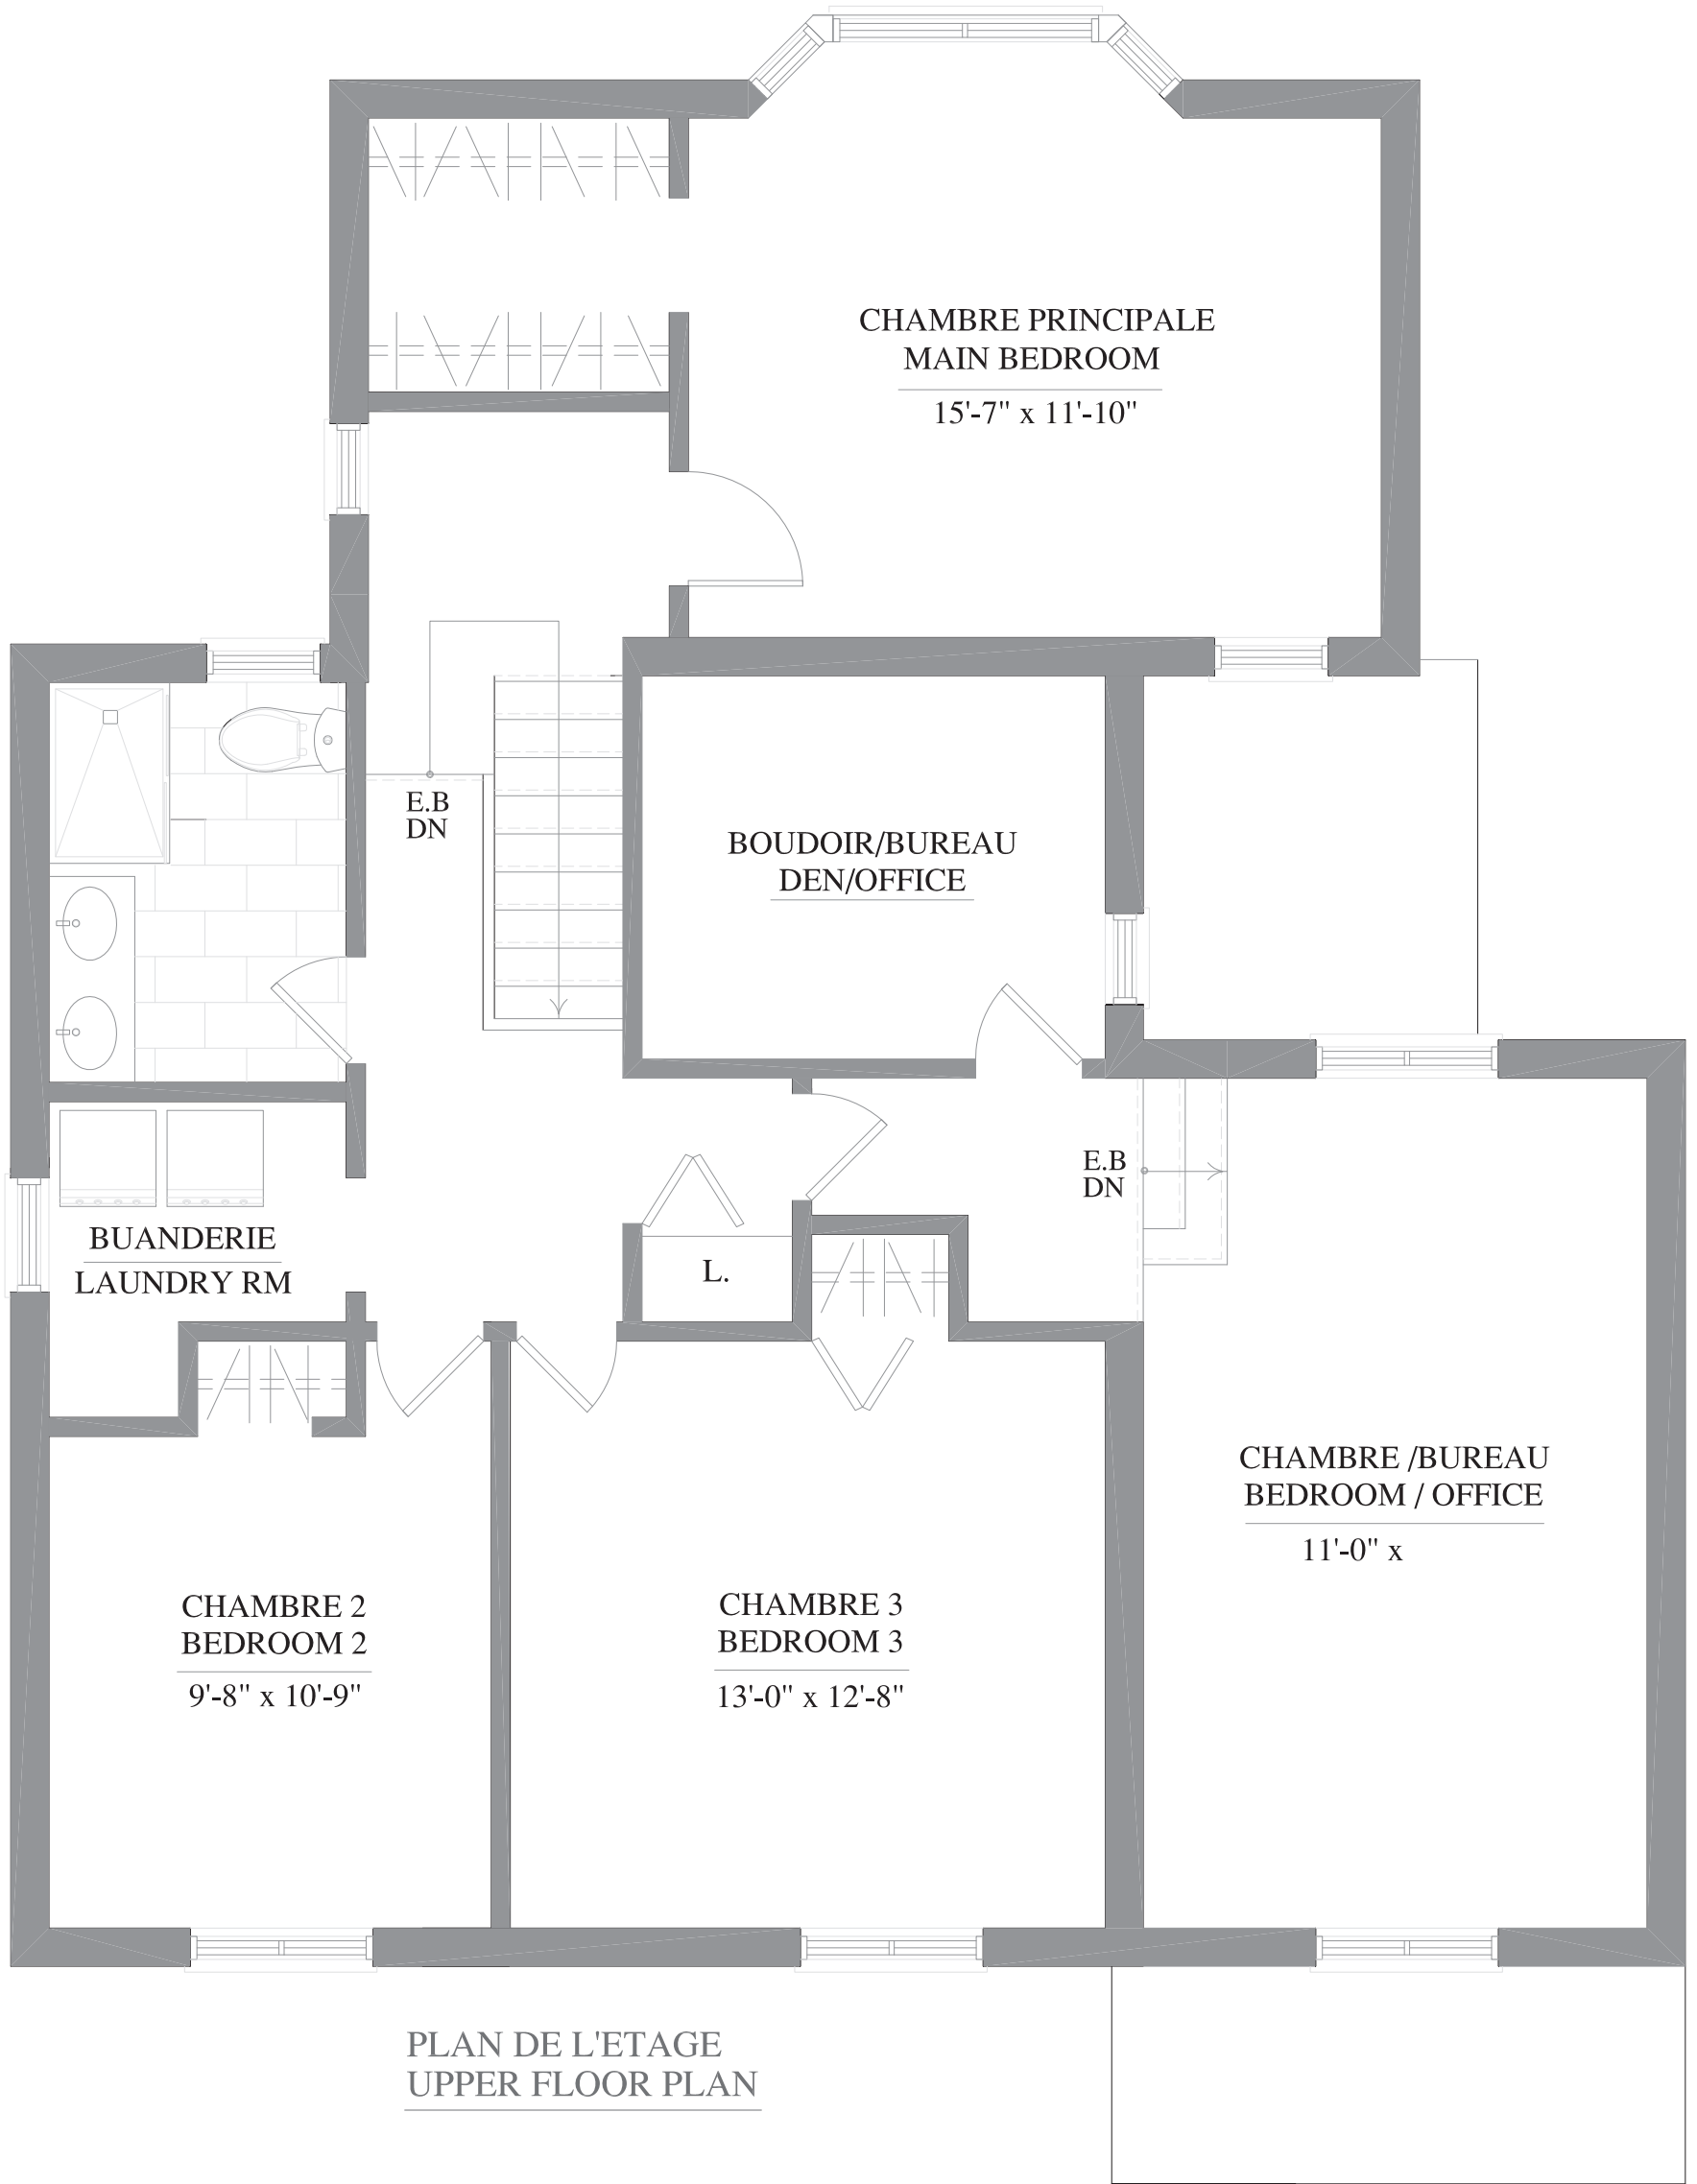 CHAMBRE PRINCIPALE
MAIN BEDROOM
15'-7" x 11'-10"
E.B
DN
BOUDOIR/BUREAU
DEN/OFFICE
E.B
DN
BUANDERIE
LAUNDRY RM
L.
CHAMBRE /BUREAU
BEDROOM / OFFICE
11'-0" x
CHAMBRE 2
BEDROOM 2
9'-8" x 10'-9"
CHAMBRE 3
BEDROOM 3
13'-0" x 12'-8"
PLAN DE L'ETAGE
UPPER FLOOR PLAN